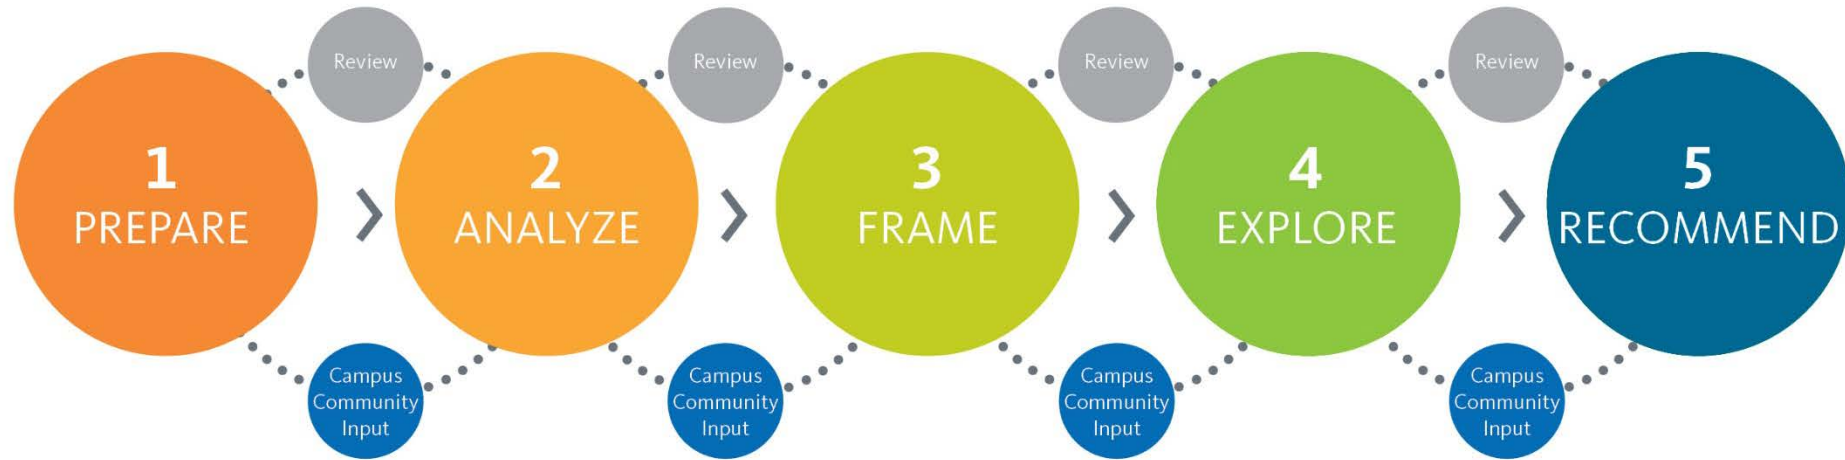 Review
Review
Review
Review
1
PREPARE
2
ANALYZE
3
FRAME
4
EXPLORE
5
RECOMMEND
Campus
Community
Input
Campus
Community
Input
Campus
Community
Input
Campus
Community
Input